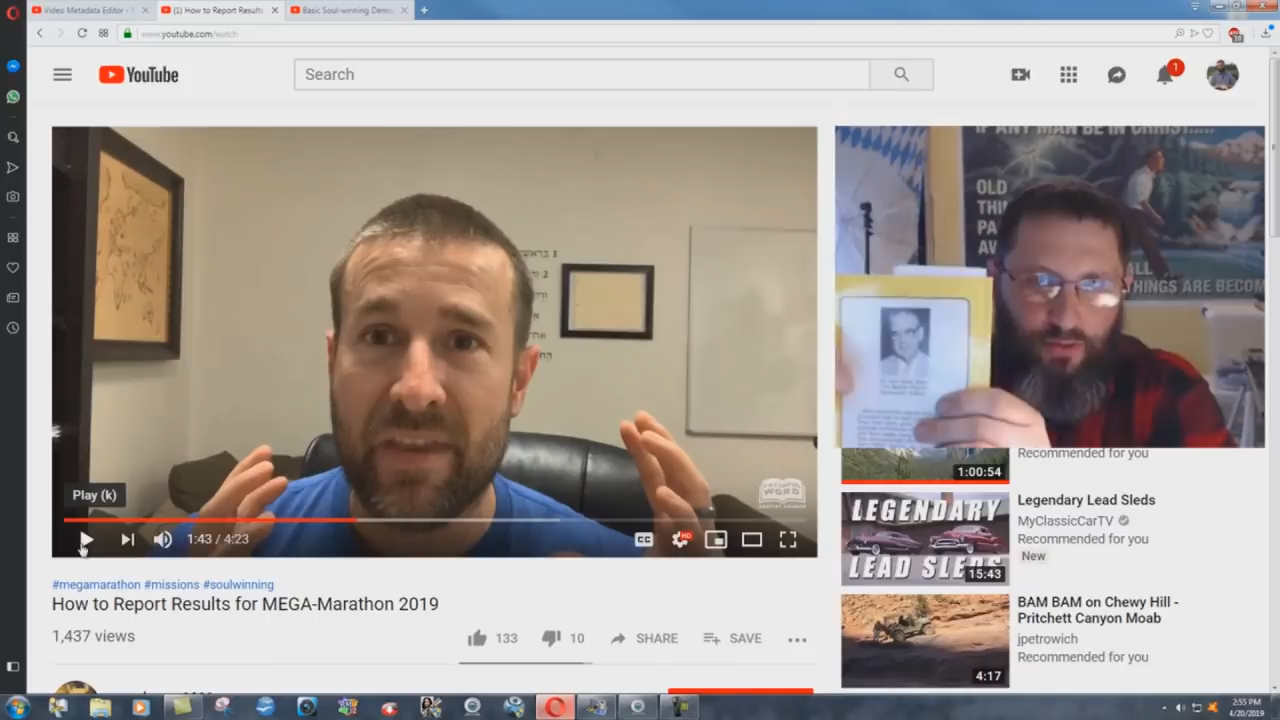 Video Metadata Editor - Y
(1) How to Report Results
Basic Soul-winning Demo
www.youtube.com/watch
YouTube
Search
1
IF ANY MAN BE IN CHRIST.....
OLD
ALL
THINGS ARE BECOM
Play (k)
1:43 / 4:23
CC
HD
#megamarathon #missions #soulwinning
How to Report Results for MEGA-Marathon 2019
1,437 views
133
10
SHARE
SAVE
Recommended for you
1:00:54
LEGENDARY
LEAD SLEDS
15:43
Legendary Lead Sleds
MyClassicCarTV
Recommended for you
New
4:17
BAM BAM on Chewy Hill -
Pritchett Canyon Moab
jpetrowich
Recommended for you
2:55 PM
4/20/2019